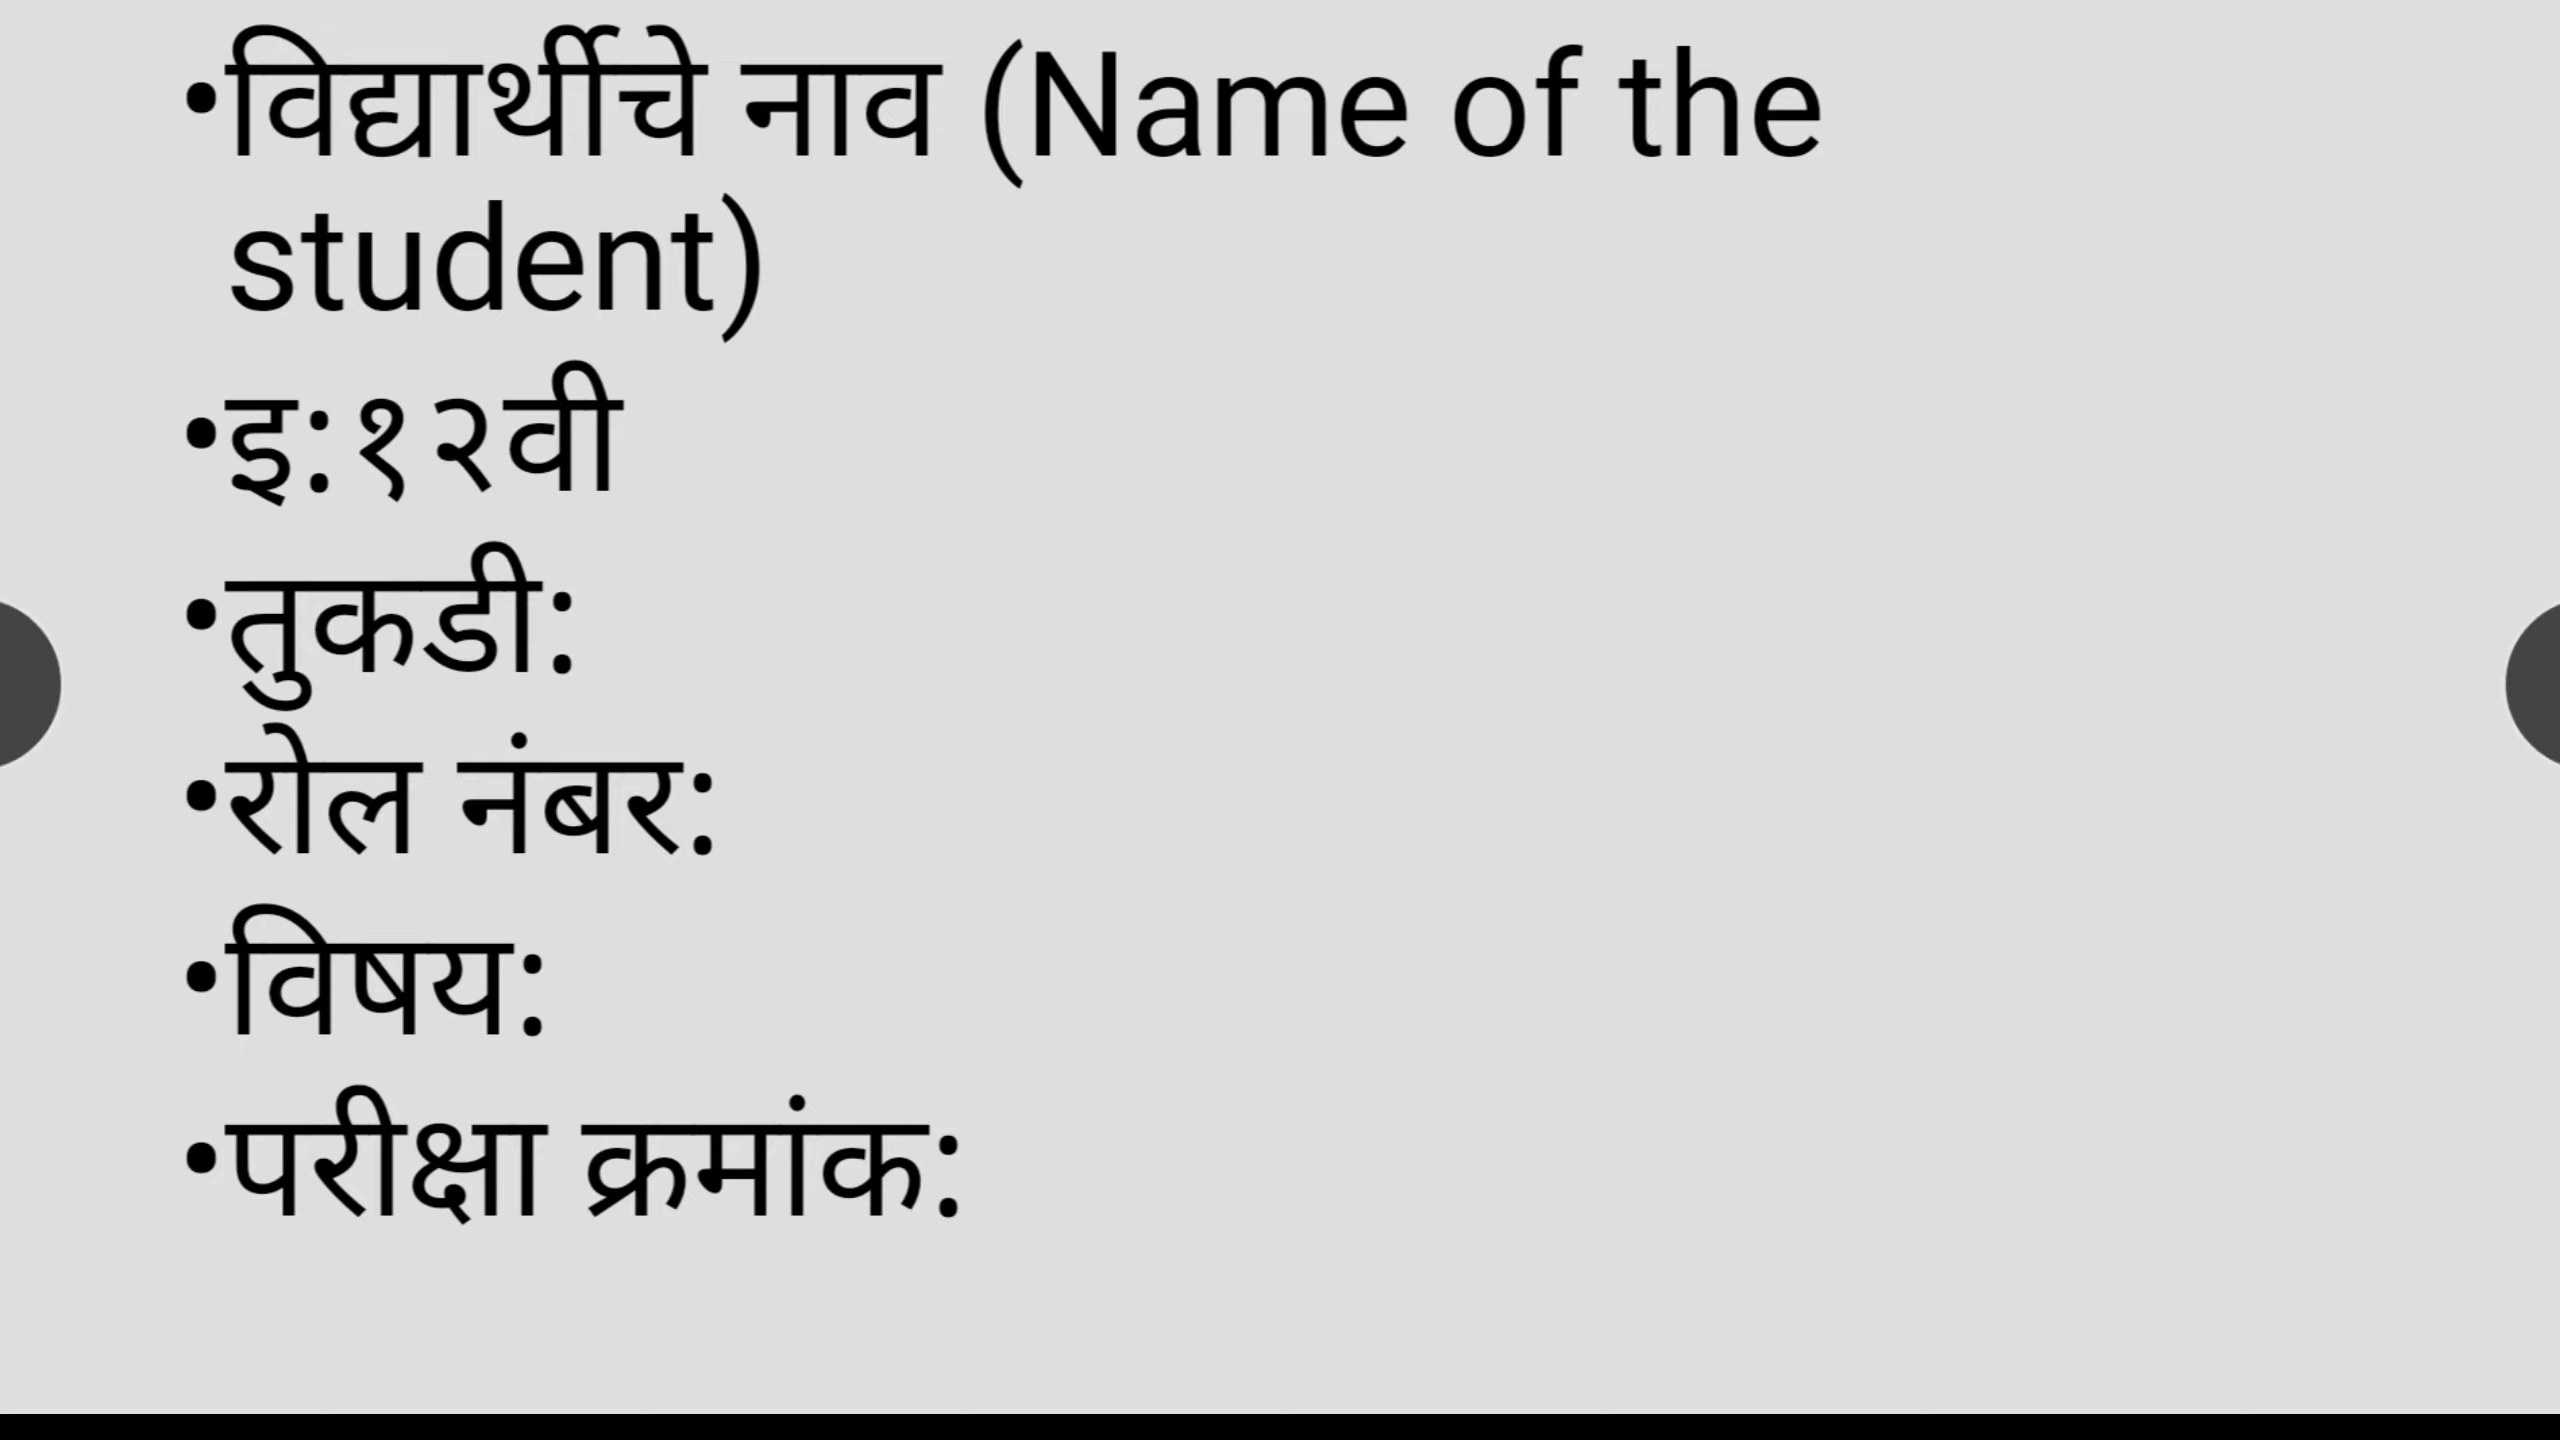 •विद्यार्थीचे नाव (Name of the
student)
•इ:१२वी
•तुकडी:
•रोल नंबर:
•विषय:
•परीक्षा क्रमांक: